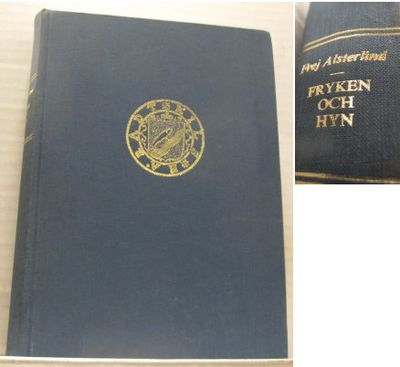 Frej Alsterlind
FRYKEN
OCH
HYN